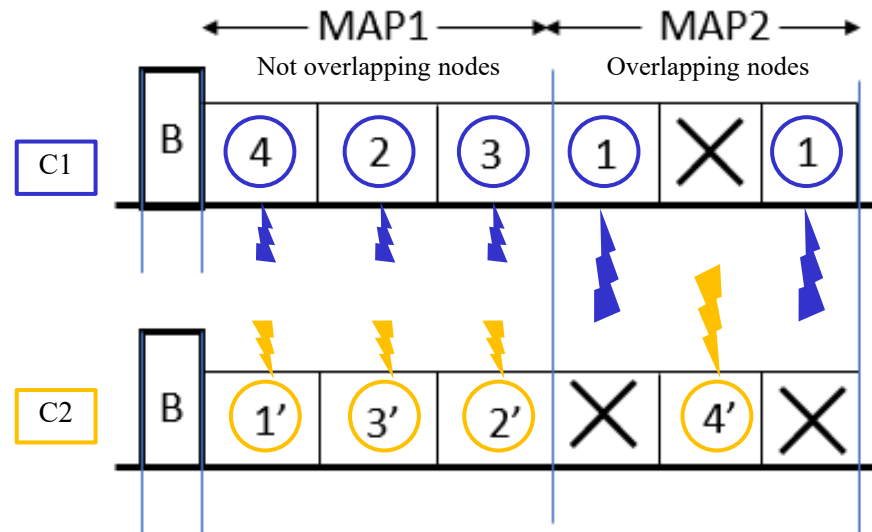 MAP1 MAP2
Not overlapping nodes Overlapping nodes
C1 B 4 2 3 1 1
C2 B 1’ 3’ 2’ 4’